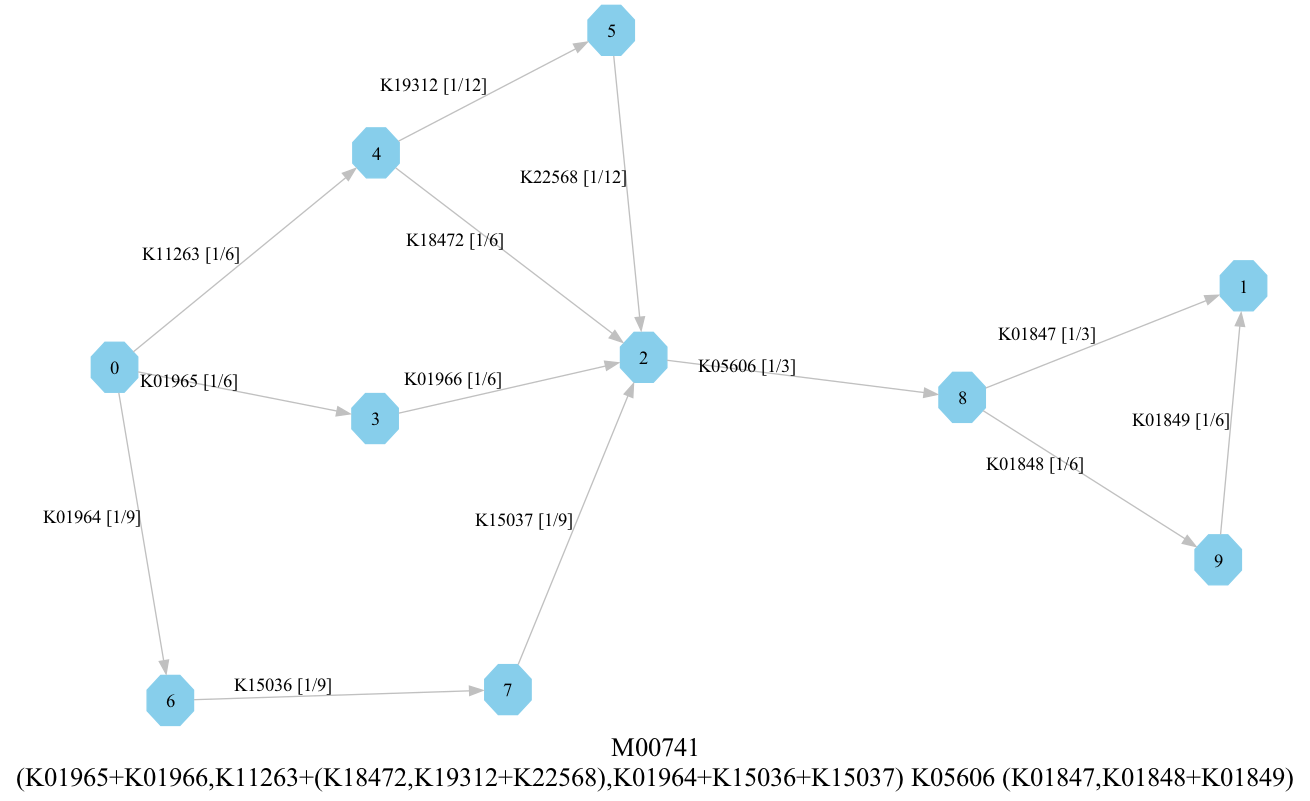 5
K19312 [1/12]
4
K22568 [1/12]
K18472 [1/6]
K11263 [1/6]
1
K01847 [1/3]
2
0
K05606 [1/3]
K01965 [1/6]
K01966 [1/6]
8
3
K01849 [1/6]
K01848 [1/6]
K01964 [1/9]
K15037 [1/9]
9
K15036 [1/9]
7
6
M00741
(K01965+K01966,K11263+(K18472,K19312+K22568),K01964+K15036+K15037) K05606 (K01847,K01848+K01849)